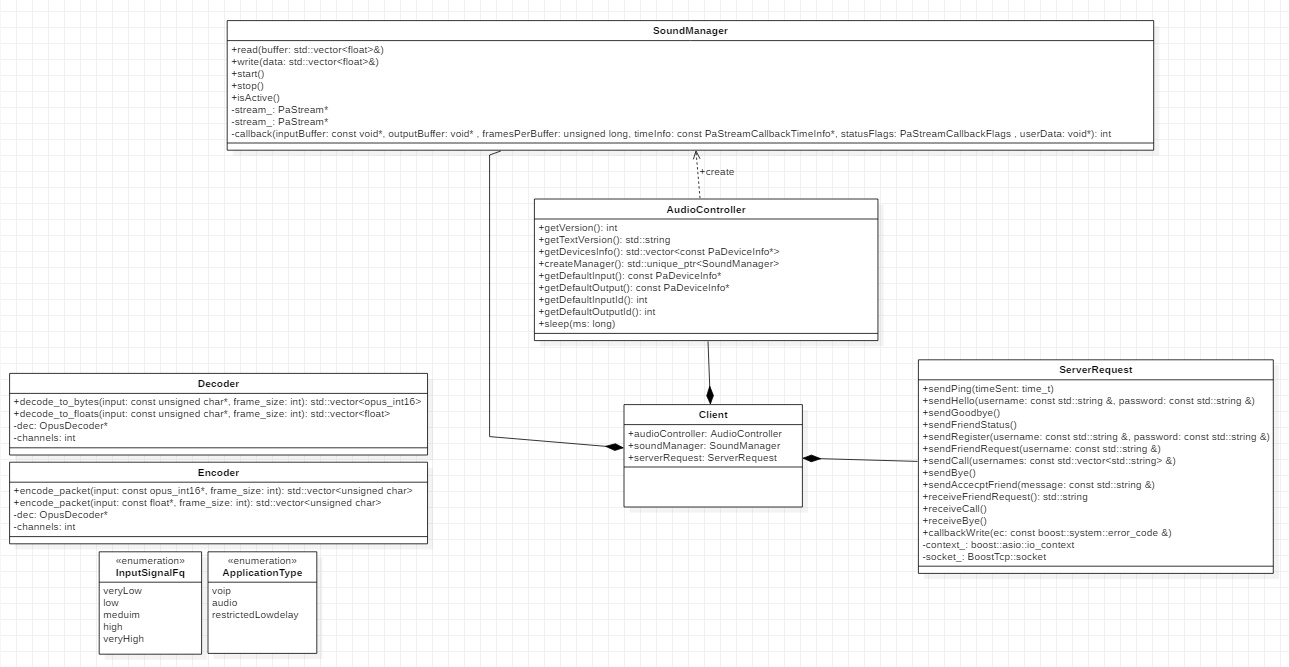 SoundManager
+read(buffer: std::vector<float>&)
+write(data: std::vector<float>&)
+start()
+stop()
+isActive()
-stream_: PaStream*
-stream_: PaStream*
-callback(inputBuffer: const void*, outputBuffer: void* , framesPerBuffer: unsigned long, timeInfo: const PaStreamCallbackTimeInfo*, statusFlags: PaStreamCallbackFlags , userData: void*): int
+create
AudioController
+getVersion(): int
+getTextVersion(): std::string
+getDevicesInfo(): std::vector<const PaDeviceInfo*>
+createManager(): std::unique_ptr<SoundManager>
+getDefaultInput(): const PaDeviceInfo*
+getDefaultOutput(): const PaDeviceInfo*
+getDefaultInputId(): int
+getDefaultOutputId(): int
+sleep(ms: long)
Decoder
+decode_to_bytes(input: const unsigned char*, frame_size: int): std::vector<opus_int16>
+decode_to_floats(input: const unsigned char*, frame_size: int): std::vector<float>
-dec: OpusDecoder*
-channels: int
Encoder
+encode_packet(input: const opus_int16*, frame_size: int): std::vector<unsigned char>
+encode_packet(input: const float*, frame_size: int): std::vector<unsigned char>
-dec: OpusDecoder*
-channels: int
«enumeration»
InputSignalFq
veryLow
low
meduim
high
veryHigh
«enumeration»
ApplicationType
voip
audio
restrictedLowdelay
Client
+audioController: AudioController
+soundManager: SoundManager
+serverRequest: ServerRequest
ServerRequest
+sendPing(timeSent: time_t)
+sendHello(username: const std::string &, password: const std::string &)
+sendGoodbye()
+sendFriendStatus()
+sendRegister(username: const std::string &, password: const std::string &)
+sendFriendRequest(username: const std::string &)
+sendCall(usernames: const std::vector<std::string> &)
+sendBye()
+sendAccecptFriend(message: const std::string &)
+receiveFriendRequest(): std::string
+receiveCall()
+receiveBye()
+callbackWrite(ec: const boost::system::error_code &)
-context_: boost::asio::io_context
-socket_: BoostTcp::socket